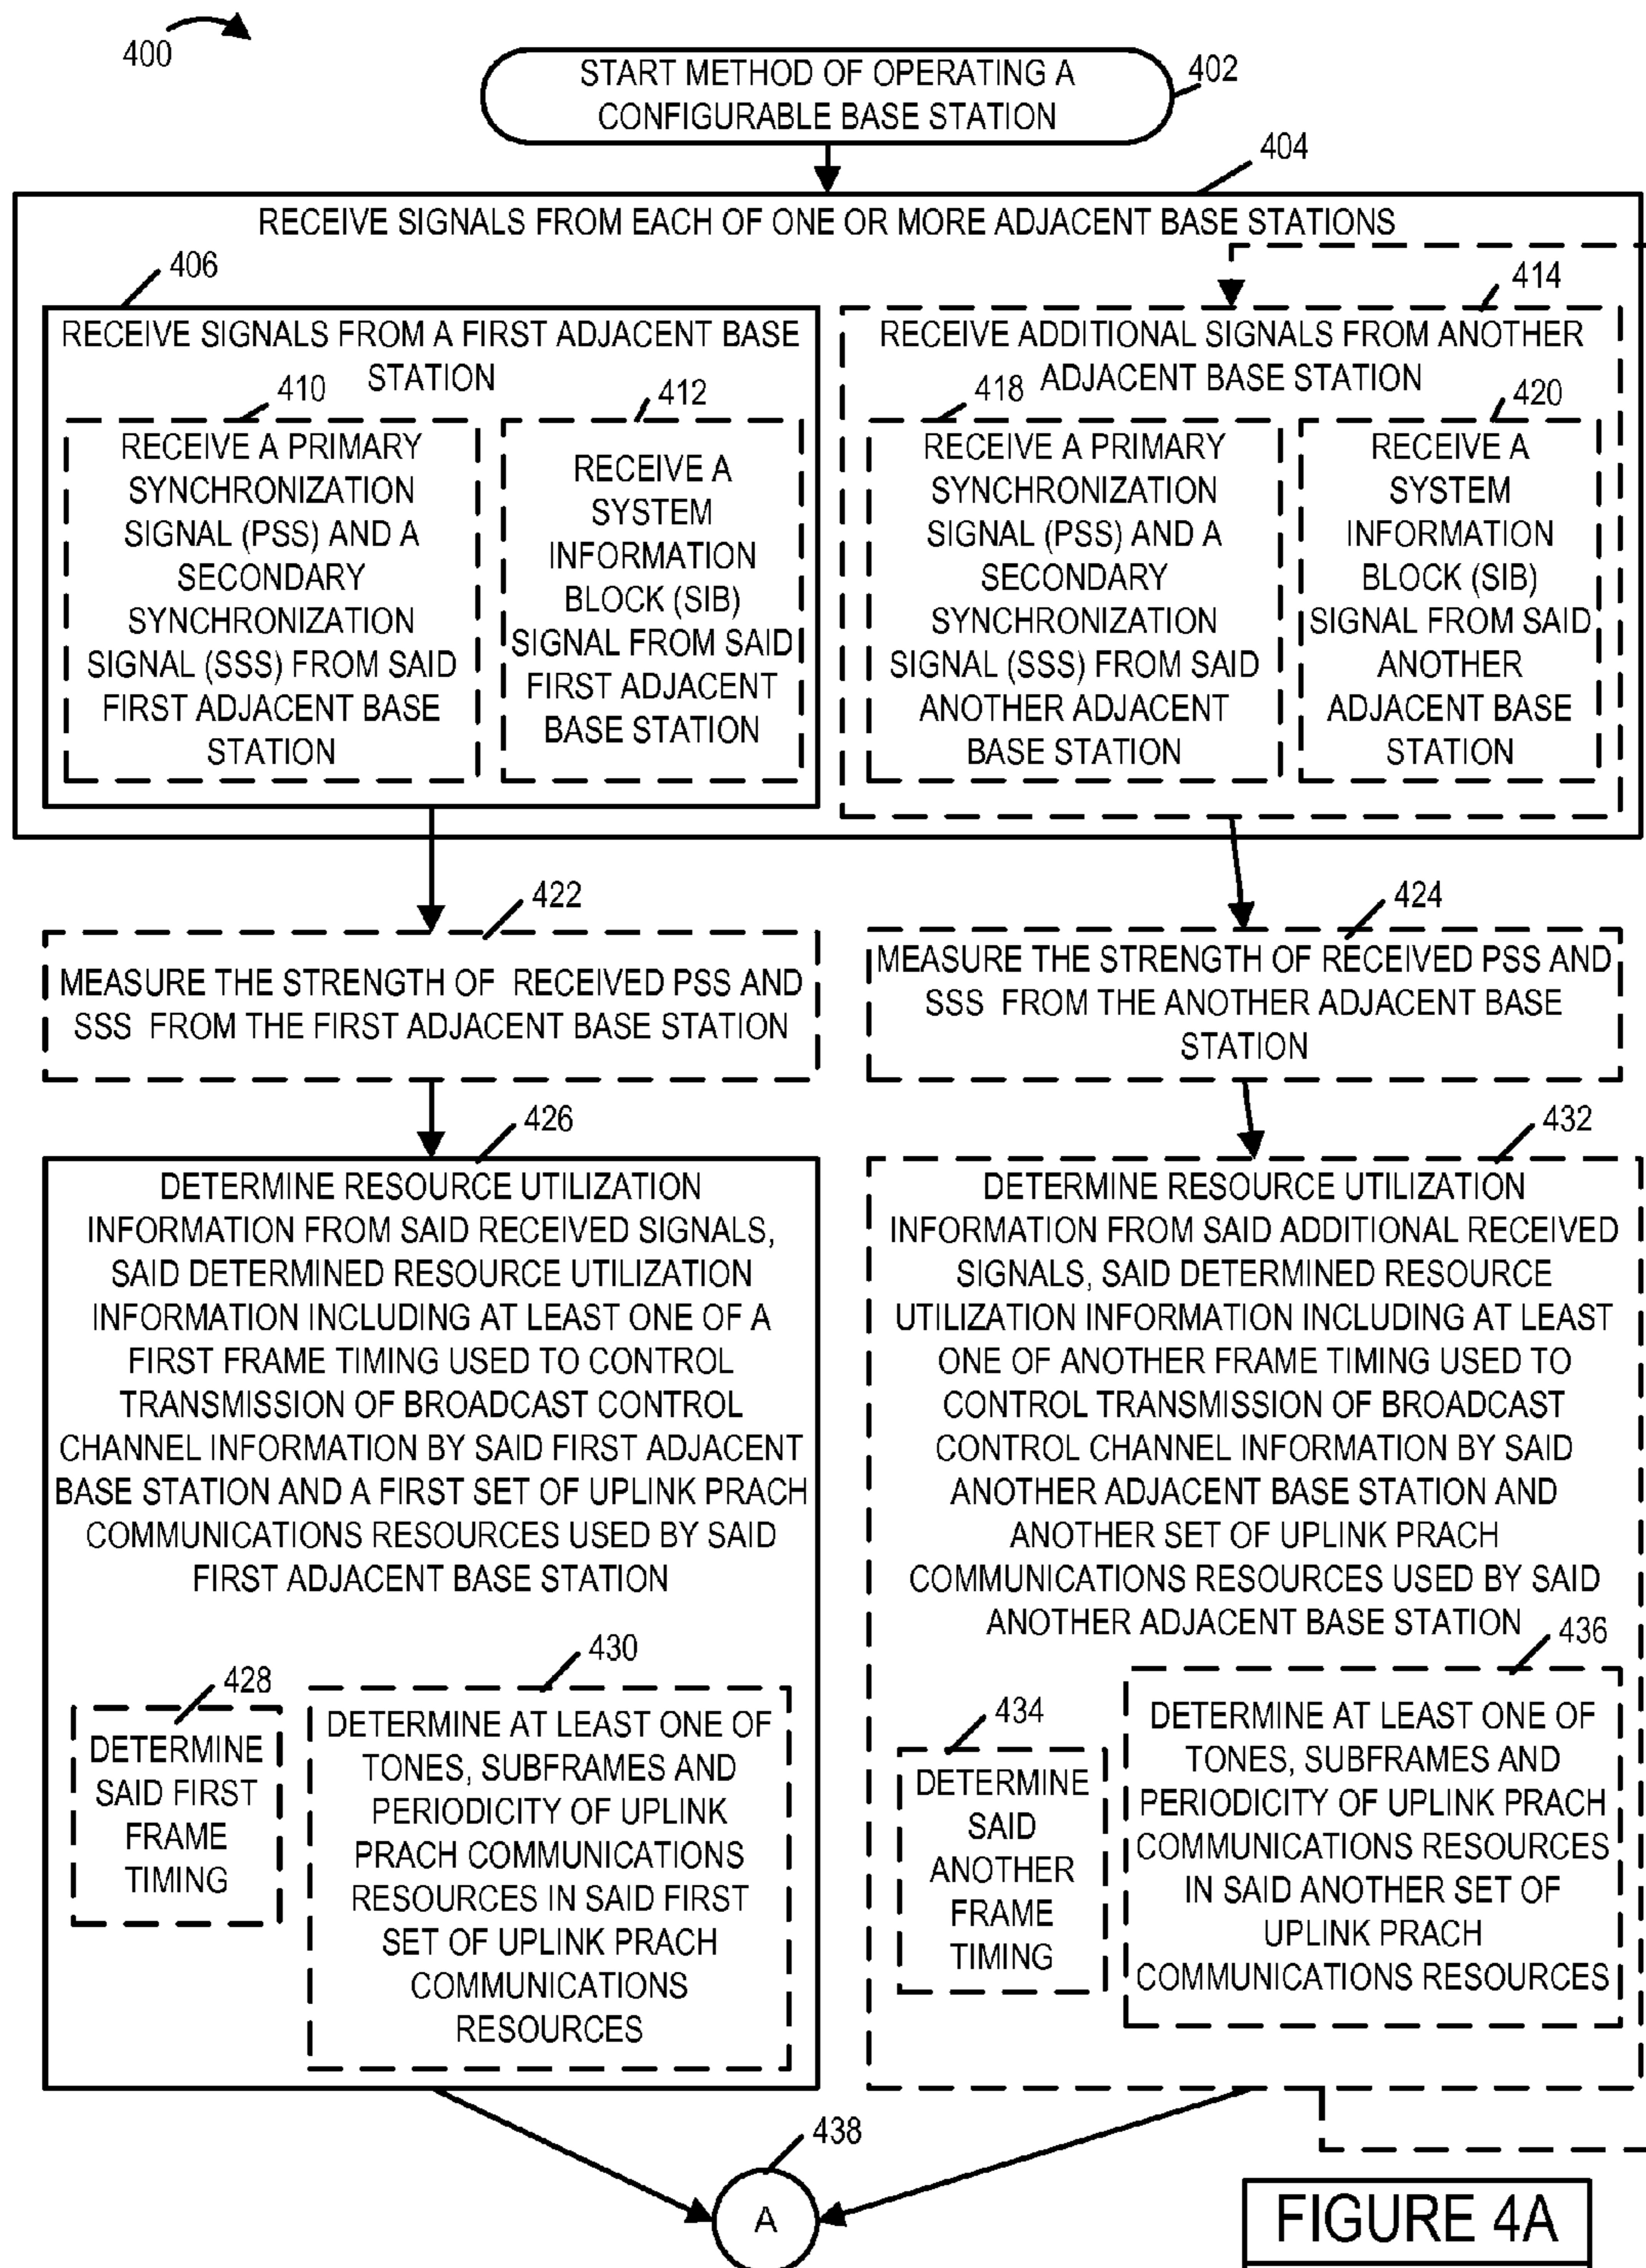 400
START METHOD OF OPERATING A
CONFIGURABLE BASE STATION
402
404
RECEIVE SIGNALS FROM EACH OF ONE OR MORE ADJACENT BASE STATIONS
406
RECEIVE SIGNALS FROM A FIRST ADJACENT BASE
STATION
410
RECEIVE A PRIMARY
SYNCHRONIZATION
SIGNAL (PSS) AND A
SECONDARY
SYNCHRONIZATION
SIGNAL (SSS) FROM SAID
FIRST ADJACENT BASE
STATION
412
RECEIVE A
SYSTEM
INFORMATION
BLOCK (SIB)
SIGNAL FROM SAID
FIRST ADJACENT
BASE STATION
414
RECEIVE ADDITIONAL SIGNALS FROM ANOTHER
ADJACENT BASE STATION
418
RECEIVE A PRIMARY
SYNCHRONIZATION
SIGNAL (PSS) AND A
SECONDARY
SYNCHRONIZATION
SIGNAL (SSS) FROM SAID
ANOTHER ADJACENT
BASE STATION
420
RECEIVE A
SYSTEM
INFORMATION
BLOCK (SIB)
SIGNAL FROM SAID
ANOTHER
ADJACENT BASE
STATION
422
MEASURE THE STRENGTH OF RECEIVED PSS AND
SSS FROM THE FIRST ADJACENT BASE STATION
424
MEASURE THE STRENGTH OF RECEIVED PSS AND
SSS FROM THE ANOTHER ADJACENT BASE
STATION
426
DETERMINE RESOURCE UTILIZATION
INFORMATION FROM SAID RECEIVED SIGNALS,
SAID DETERMINED RESOURCE UTILIZATION
INFORMATION INCLUDING AT LEAST ONE OF A
FIRST FRAME TIMING USED TO CONTROL
TRANSMISSION OF BROADCAST CONTROL
CHANNEL INFORMATION BY SAID FIRST ADJACENT
BASE STATION AND A FIRST SET OF UPLINK PRACH
COMMUNICATIONS RESOURCES USED BY SAID
FIRST ADJACENT BASE STATION
428
DETERMINE
SAID FIRST
FRAME
TIMING
430
DETERMINE AT LEAST ONE OF
TONES, SUBFRAMES AND
PERIODICITY OF UPLINK
PRACH COMMUNICATIONS
RESOURCES IN SAID FIRST
SET OF UPLINK PRACH
COMMUNICATIONS
RESOURCES
432
DETERMINE RESOURCE UTILIZATION
INFORMATION FROM SAID ADDITIONAL RECEIVED
SIGNALS, SAID DETERMINED RESOURCE
UTILIZATION INFORMATION INCLUDING AT LEAST
ONE OF ANOTHER FRAME TIMING USED TO
CONTROL TRANSMISSION OF BROADCAST
CONTROL CHANNEL INFORMATION BY SAID
ANOTHER ADJACENT BASE STATION AND
ANOTHER SET OF UPLINK PRACH
COMMUNICATIONS RESOURCES USED BY SAID
ANOTHER ADJACENT BASE STATION
434
DETERMINE
SAID
ANOTHER
FRAME
TIMING
436
DETERMINE AT LEAST ONE OF
TONES, SUBFRAMES AND
PERIODICITY OF UPLINK PRACH
COMMUNICATIONS RESOURCES
IN SAID ANOTHER SET OF
UPLINK PRACH
COMMUNICATIONS RESOURCES
438
A
FIGURE 4A